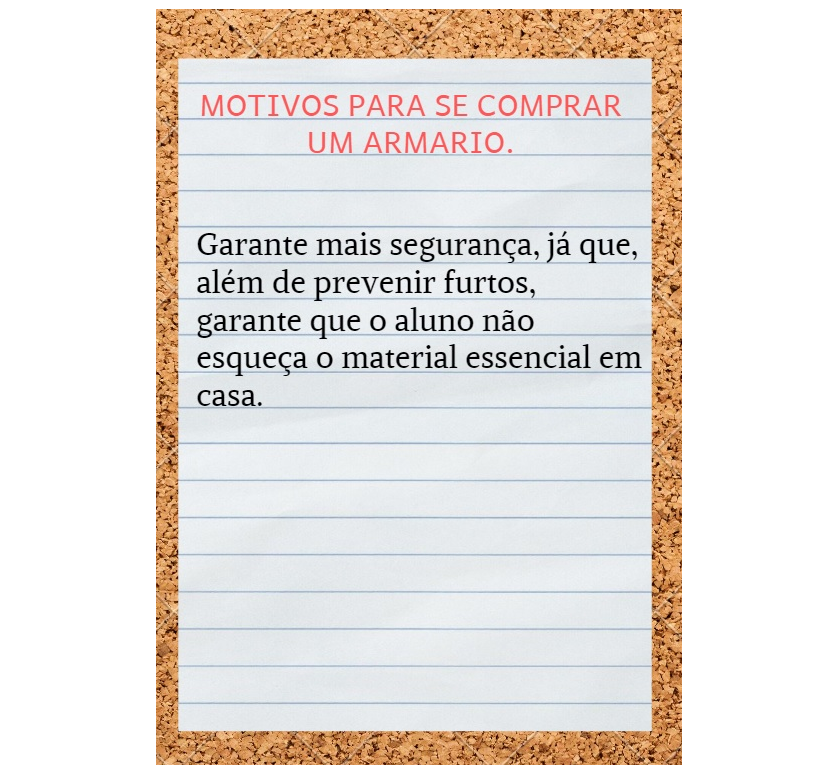 MOTIVOS PARA SE COMPRAR
UM ARMARIO.
Garante mais segurança, já que,
além de prevenir furtos,
garante que o aluno não
esqueça o material essencial em
casa.